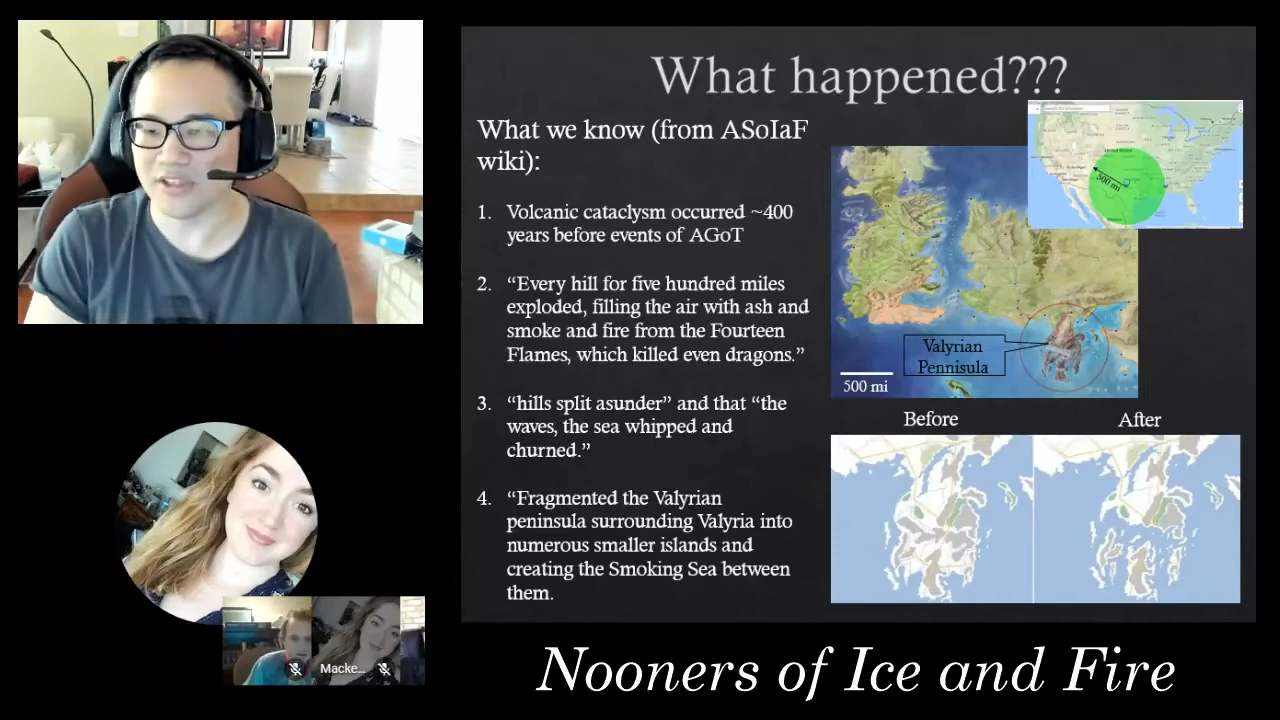 What happened???
What we know (from ASoIaF
wiki):
1. Volcanic cataclysm occurred ~400
years before events of AGoT
2. “Every hill for five hundred miles
exploded, filling the air with ash and
smoke and fire from the Fourteen
Flames, which killed even dragons.”
3. “hills split asunder” and that “the
waves, the sea whipped and
churned.”
4. “Fragmented the Valyrian
peninsula surrounding Valyria into
numerous smaller islands and
creating the Smoking Sea between
them.
United States
500 mi
Valyrian
Pennisula
500 mi
Before
After
Macke...
Nooners of Ice and Fire